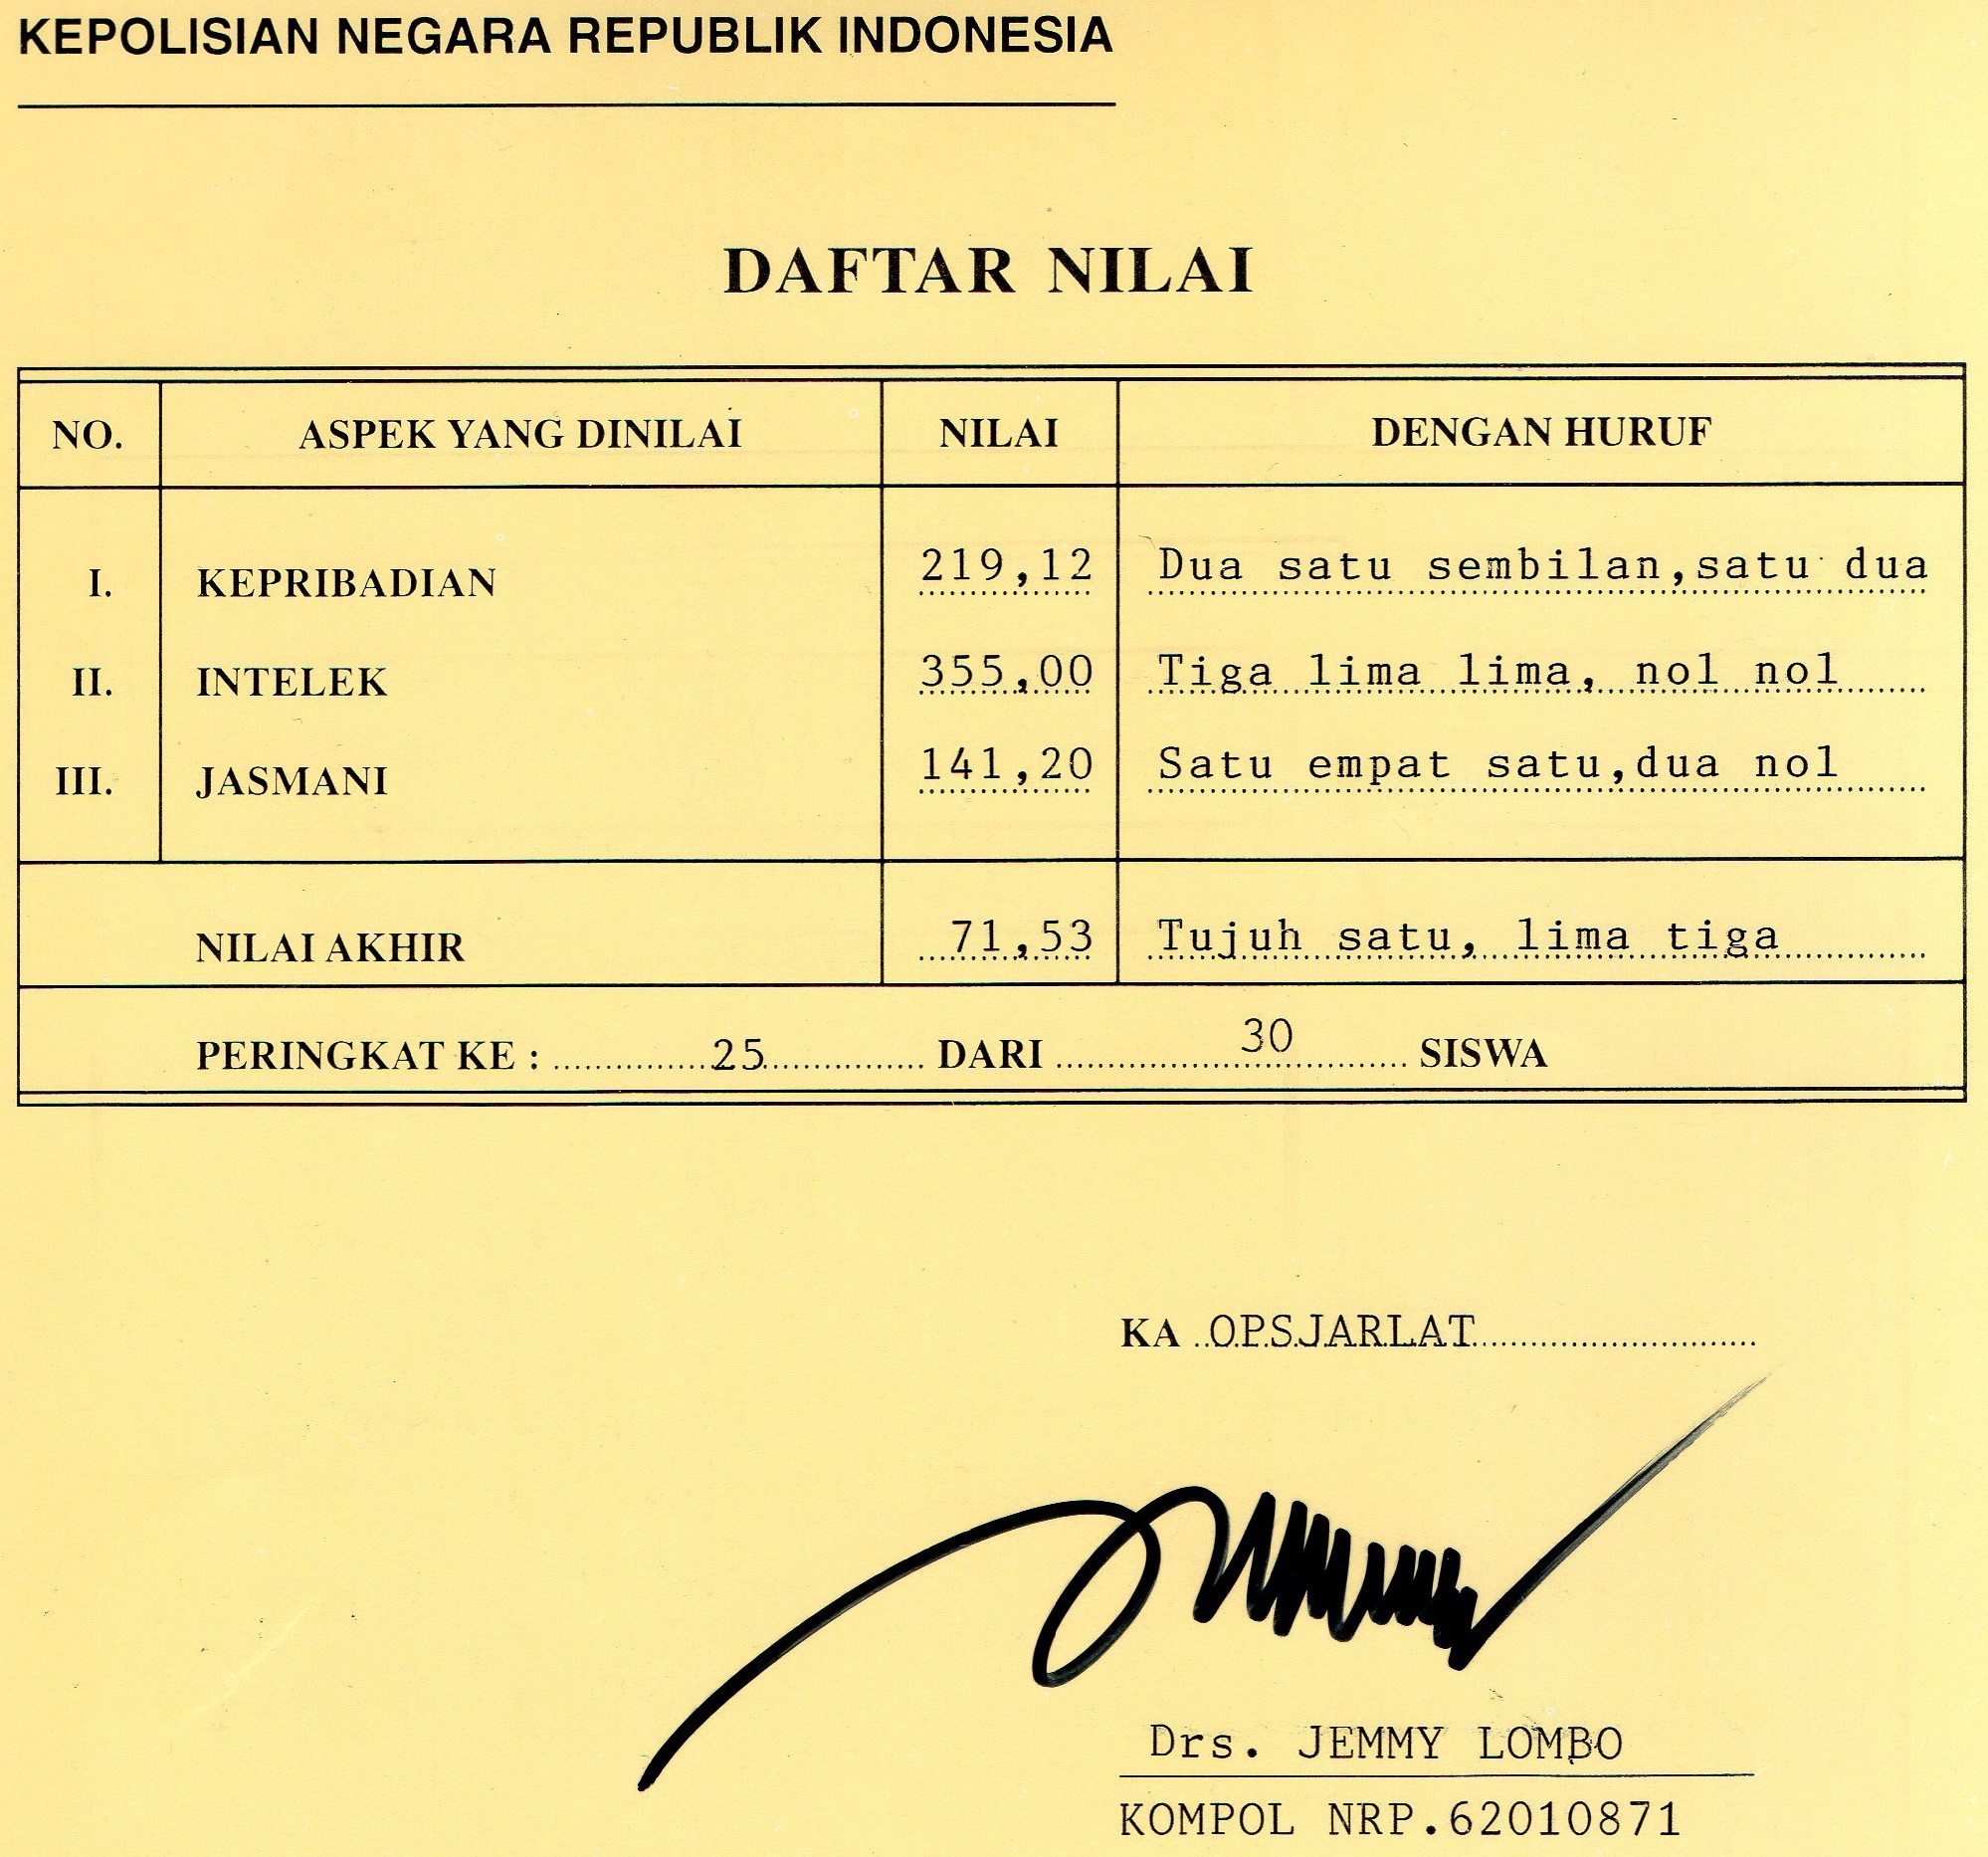 KEPOLISIAN NEGARA REPUBLIK INDONESIA
DAFTAR NILAI
NO. ASPEK YANG DINILAI NILAI DENGAN HURUF
I. KEPRIBADIAN 219,12 Dua satu sembilan,satu dua
II. INTELEK 355,00 Tiga lima lima, nol nol
III. JASMANI 141,20 Satu empat satu,dua nol
NILAI AKHIR 71,53 Tujuh satu, lima tiga
PERINGKAT KE : 25 DARI 30 SISWA
KA OPSJARLAT
Drs. JEMMY LOMBO
KOMPOL NRP.62010871